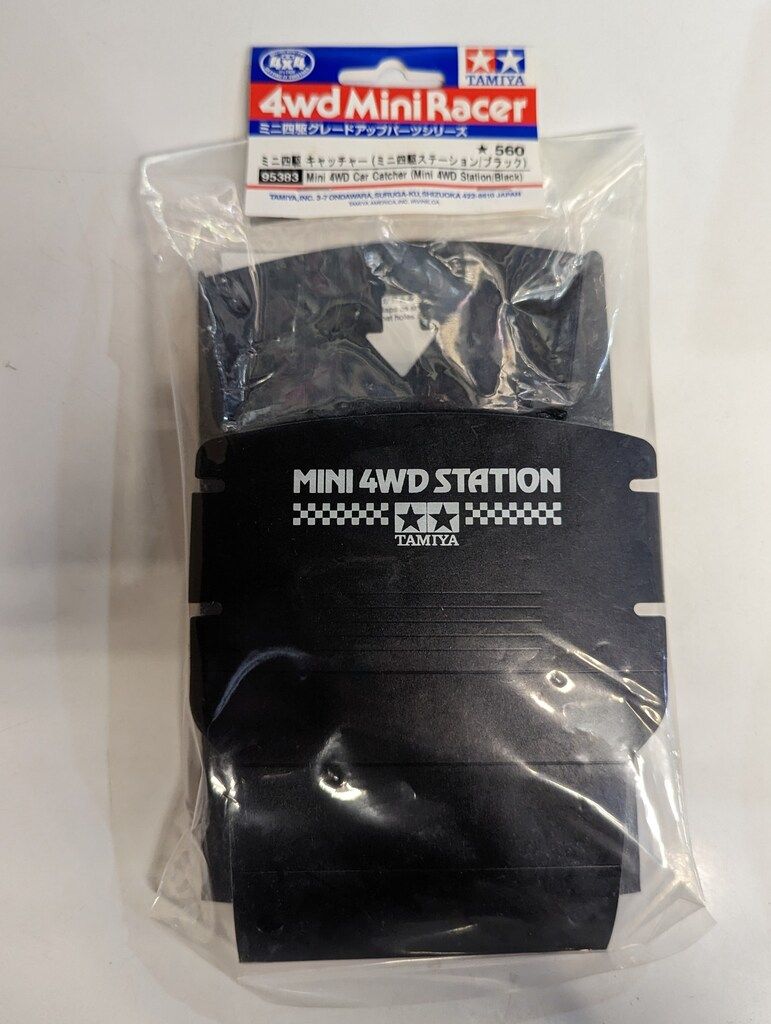 4x4
TAMIYA
4wd Mini Racer
ミニ四駆グレードアップパーツシリーズ
★ 560
ミニ四駆 キャッチャー (ミニ四駆ステーション/ブラック)
95383 Mini 4WD Car Catcher (Mini 4WD Station/Black)
TAMIYA, INC. 3-7 ONDAWARA, SURUGA-KU, SHIZUOKA 422-8610 JAPAN
TAMIYA AMERICA, INC. IRVINE, CA
holes.
MINI 4WD STATION
TAMIYA